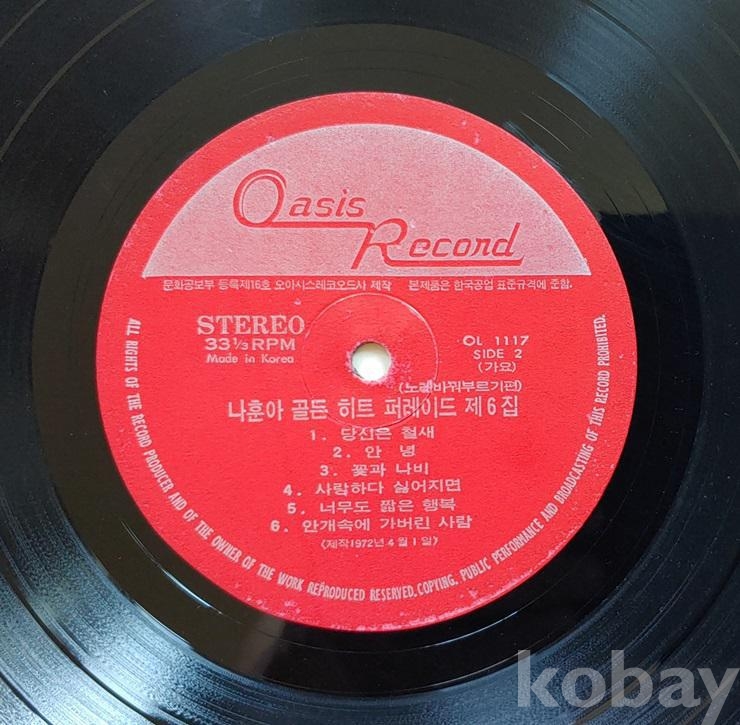 Oasis
Record
문화공보부 등록제16호 오아시스레코오드사 제작 본제품은 한국공업 표준규격에 준함.
STEREO
33⅓ RPM
Made in Korea
OL 1117
SIDE 2
(가요)
(노래바꿔부르기편)
나훈아 골든 히트 퍼레이드 제6집
1. 당신은 철새
2. 안 녕
3. 꽃과 나비
4. 사랑하다 싫어지면
5. 너무도 짧은 행복
6. 안개속에 가버린 사람
(제작1972년4월1일)
ALL RIGHTS OF THE RECORD PRODUCER AND OF THE OWNER OF THE WORK REPRODUCED RESERVED. COPYING, PUBLIC PERFORMANCE AND BROADCASTING OF THIS RECORD PROHIBITED.
kobay